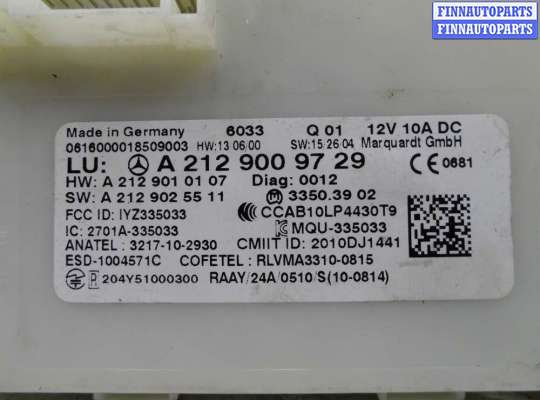 FINNAUTOPARTS
FINNAUTOPARTS
Made in Germany 6033 Q 01 12V 10A DC
0616000018509003 HW:13 06/00 SW:15/26 04 Marquardt GmbH
LU: A 212 900 97 29 CE 0681
HW: A 212 901 01 07 Diag: 0012
SW: A 212 902 55 11 3350.39 02
FCC ID: IYZ335033 CCAB10LP4430T9
IC: 2701A-335033 MQU-335033
ANATEL : 3217-10-2930 CMIIT ID: 2010DJ1441
ESD-1004571C COFETEL : RLVMA3310-0815
R 204Y51000300 RAAY/24A/0510/S(10-0814)